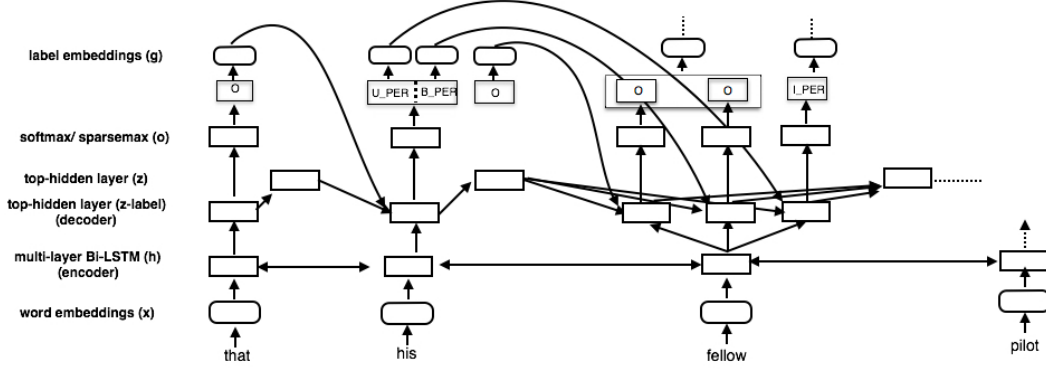 label embeddings (g)
O U_PER B_PER O O O I_PER
softmax/ sparsemax (o)
top-hidden layer (z)
top-hidden layer (z-label)
(decoder)
multi-layer Bi-LSTM (h)
(encoder)
word embeddings (x)
that his fellow pilot